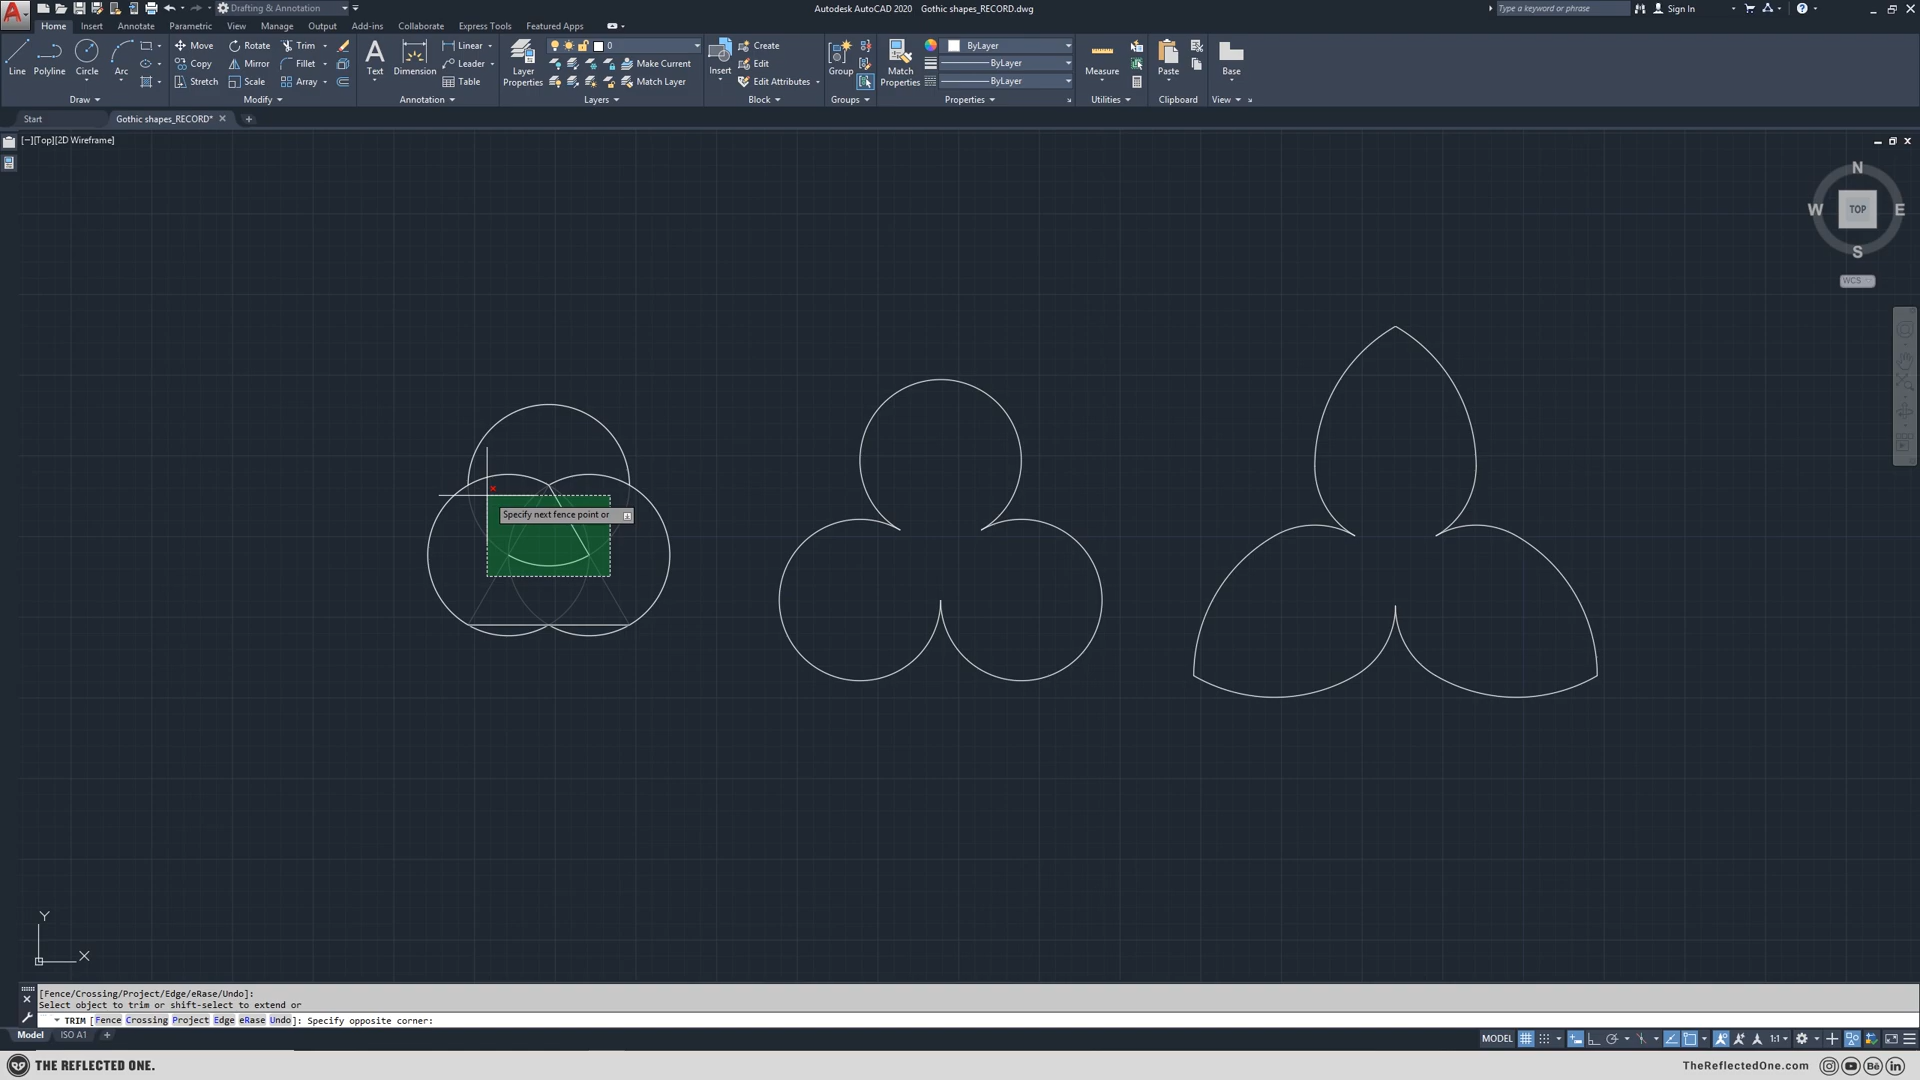 Drafting & Annotation
Autodesk AutoCAD 2020 Gothic shapes_RECORD.dwg
Type a keyword or phrase
Sign In
Home Insert Annotate Parametric View Manage Output Add-ins Collaborate Express Tools Featured Apps
Line Polyline Circle Arc
Draw
Move Rotate Trim
Copy Mirror Fillet
Stretch Scale Array
Modify
Text Dimension
Linear
Leader
Table
Annotation
Layer Properties
0
Make Current
Match Layer
Layers
Insert
Create
Edit
Edit Attributes
Block
Group
Groups
Match Properties
ByLayer
ByLayer
ByLayer
Properties
Measure
Utilities
Paste
Clipboard
Base
View
Start Gothic shapes_RECORD*
[−][Top][2D Wireframe]
N
W TOP E
S
WCS
Specify next fence point or
Y
X
[Fence/Crossing/Project/Edge/eRase/Undo]:
Select object to trim or shift-select to extend or
TRIM [Fence Crossing Project Edge eRase Undo]: Specify opposite corner:
Model ISO A1
MODEL 1:1
THE REFLECTED ONE.
TheReflectedOne.com